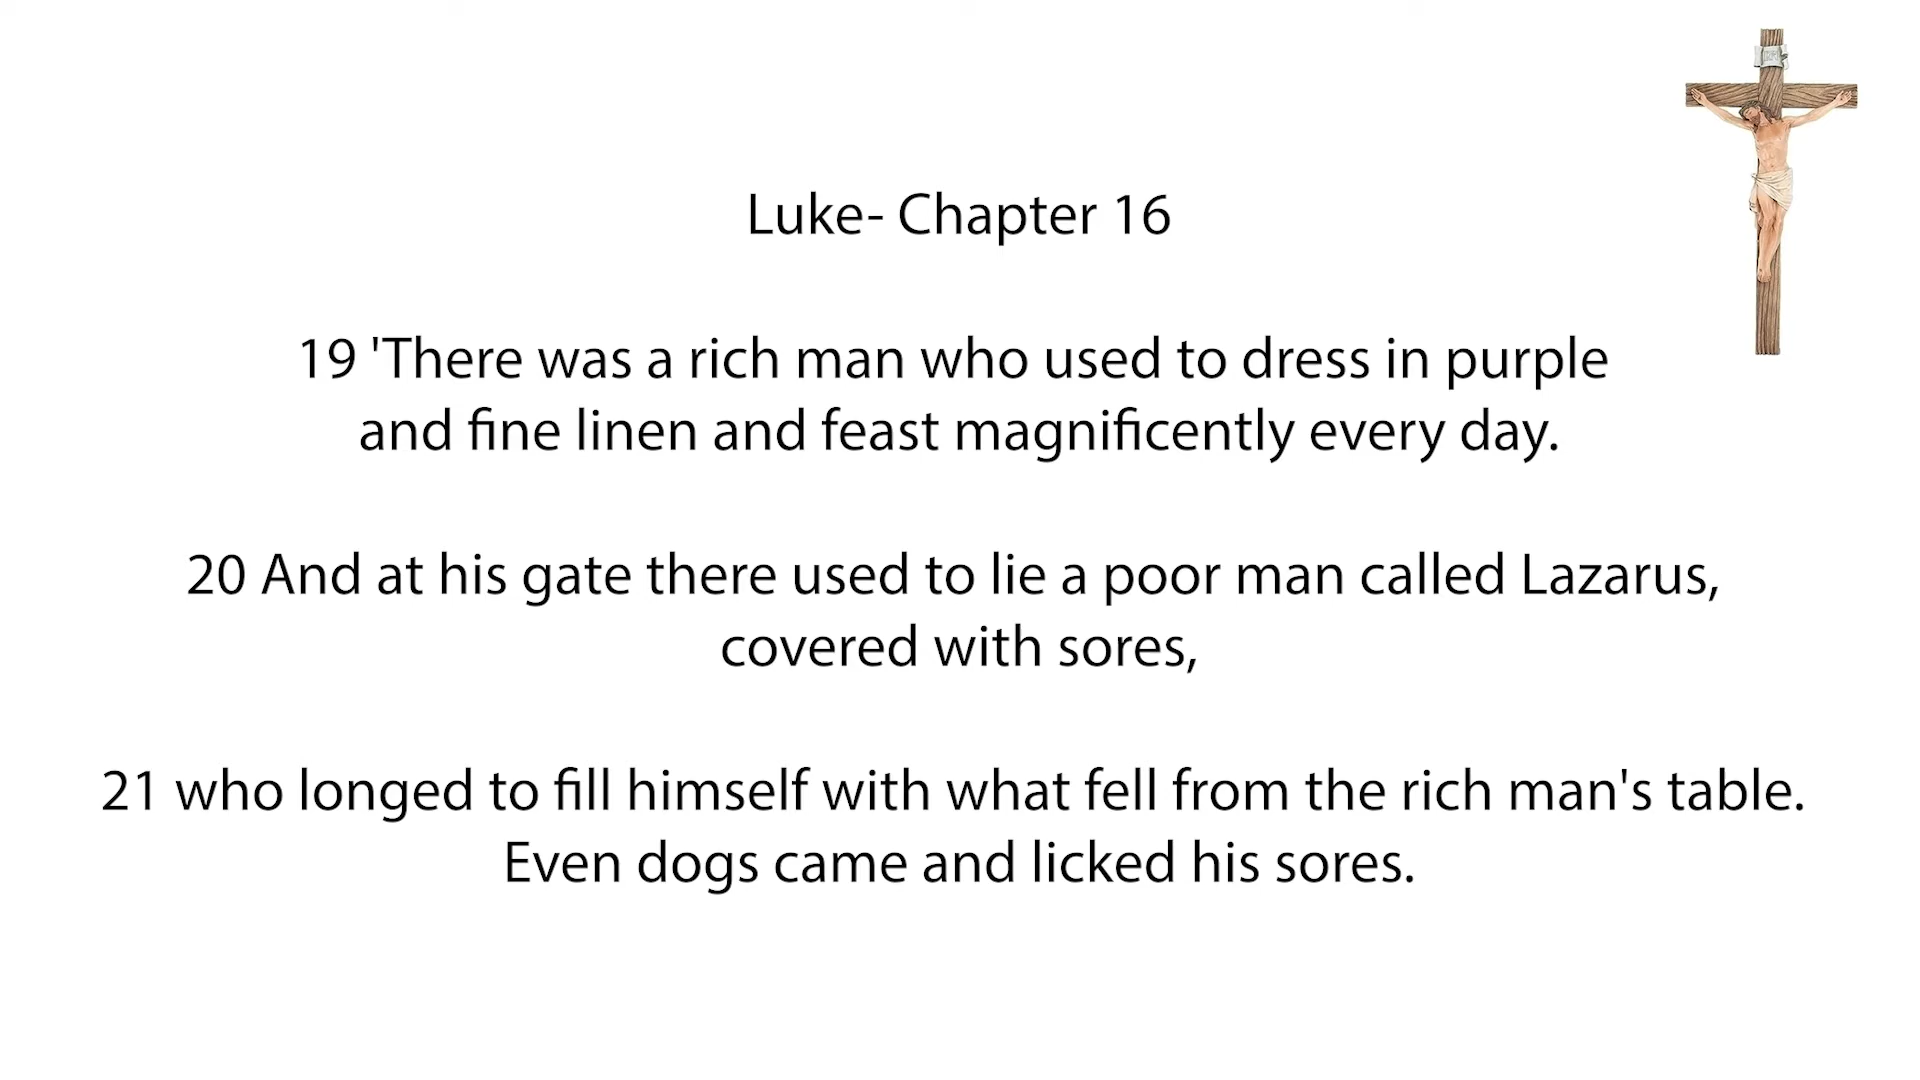 Luke- Chapter 16
19 'There was a rich man who used to dress in purple
and fine linen and feast magnificently every day.
20 And at his gate there used to lie a poor man called Lazarus,
covered with sores,
21 who longed to fill himself with what fell from the rich man's table.
Even dogs came and licked his sores.